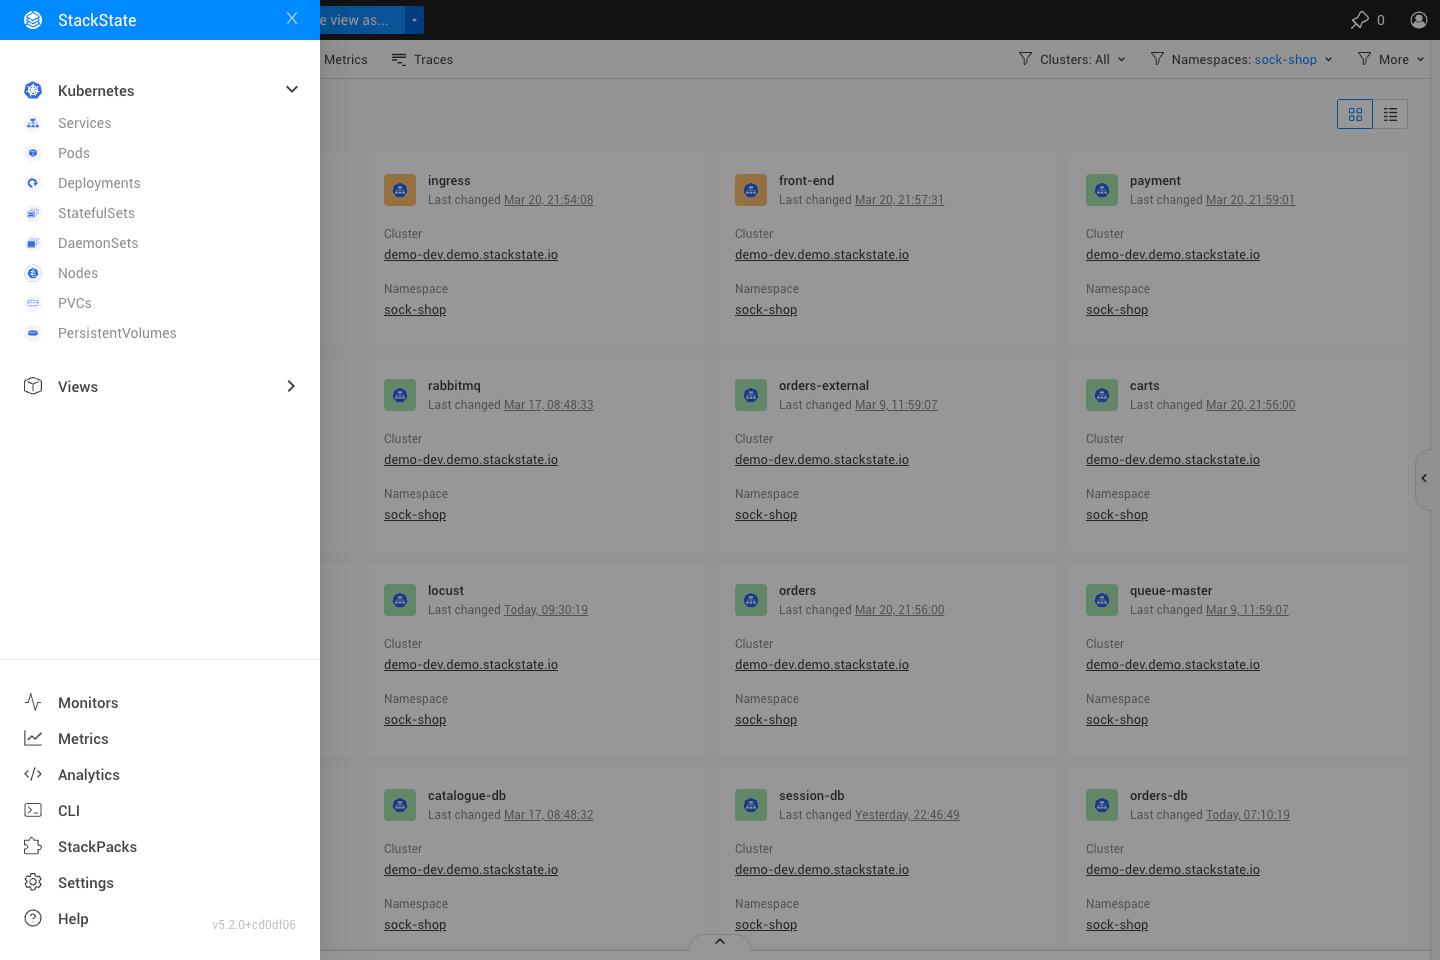 StackState
X
e view as...
0
Kubernetes
Services
Pods
Deployments
StatefulSets
DaemonSets
Nodes
PVCs
PersistentVolumes
Views
Monitors
Metrics
Analytics
CLI
StackPacks
Settings
Help
v5.2.0+cd0df06
Metrics
Traces
Clusters: All
Namespaces: sock-shop
More
ingress
Last changed Mar 20, 21:54:08
Cluster
demo-dev.demo.stackstate.io
Namespace
sock-shop
front-end
Last changed Mar 20, 21:57:31
Cluster
demo-dev.demo.stackstate.io
Namespace
sock-shop
payment
Last changed Mar 20, 21:59:01
Cluster
demo-dev.demo.stackstate.io
Namespace
sock-shop
rabbitmq
Last changed Mar 17, 08:48:33
Cluster
demo-dev.demo.stackstate.io
Namespace
sock-shop
orders-external
Last changed Mar 9, 11:59:07
Cluster
demo-dev.demo.stackstate.io
Namespace
sock-shop
carts
Last changed Mar 20, 21:56:00
Cluster
demo-dev.demo.stackstate.io
Namespace
sock-shop
locust
Last changed Today, 09:30:19
Cluster
demo-dev.demo.stackstate.io
Namespace
sock-shop
orders
Last changed Mar 20, 21:56:00
Cluster
demo-dev.demo.stackstate.io
Namespace
sock-shop
queue-master
Last changed Mar 9, 11:59:07
Cluster
demo-dev.demo.stackstate.io
Namespace
sock-shop
catalogue-db
Last changed Mar 17, 08:48:32
Cluster
demo-dev.demo.stackstate.io
Namespace
sock-shop
session-db
Last changed Yesterday, 22:46:49
Cluster
demo-dev.demo.stackstate.io
Namespace
sock-shop
orders-db
Last changed Today, 07:10:19
Cluster
demo-dev.demo.stackstate.io
Namespace
sock-shop